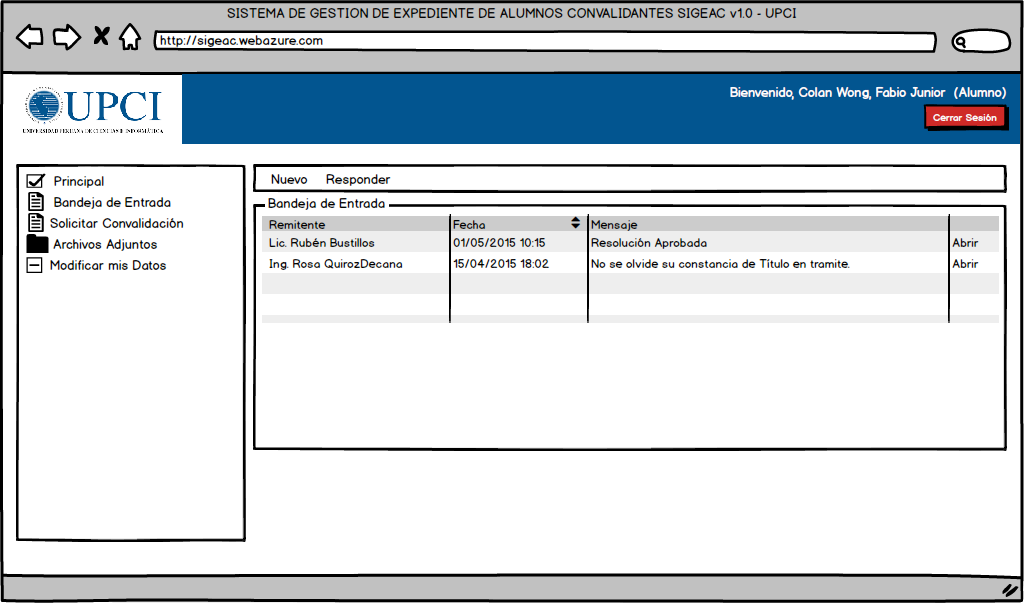 SISTEMA DE GESTION DE EXPEDIENTE DE ALUMNOS CONVALIDANTES SIGEAC v1.0 - UPCI
http://sigeac.webazure.com
UPCI
UNIVERSIDAD PERUANA DE CIENCIAS E INFORMÁTICA
Bienvenido, Colan Wong, Fabio Junior (Alumno)
Cerrar Sesión
Principal
Bandeja de Entrada
Solicitar Convalidación
Archivos Adjuntos
Modificar mis Datos
Nuevo Responder
Bandeja de Entrada
Remitente Fecha Mensaje
Lic. Rubén Bustillos 01/05/2015 10:15 Resolución Aprobada Abrir
Ing. Rosa QuirozDecana 15/04/2015 18:02 No se olvide su constancia de Título en tramite. Abrir